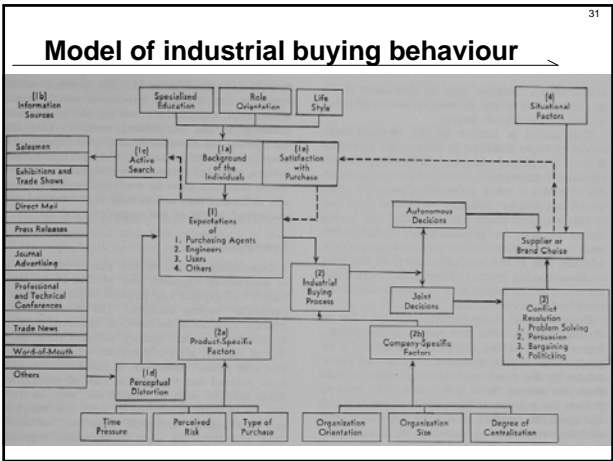 31
Model of industrial buying behaviour
(1b)
Information
Sources
Salesmen
Exhibitions and
Trade Shows
Direct Mail
Press Releases
Journal
Advertising
Professional
and Technical
Conferences
Trade News
Word-of-Mouth
Others
Specialized
Education
Role
Orientation
Life
Style
(1c)
Active
Search
(1a)
Background
of the
Individuals
(1e)
Satisfaction
with
Purchase
(4)
Situational
Factors
(1)
Expectations
of
1. Purchasing Agents
2. Engineers
3. Users
4. Others
Autonomous
Decisions
Supplier or
Brand Choice
(2)
Industrial
Buying
Process
Joint
Decisions
(3)
Conflict
Resolution
1. Problem Solving
2. Persuasion
3. Bargaining
4. Politicking
(2a)
Product-Specific
Factors
(2b)
Company-Specific
Factors
(1d)
Perceptual
Distortion
Time
Pressure
Perceived
Risk
Type of
Purchase
Organization
Orientation
Organization
Size
Degree of
Centralization